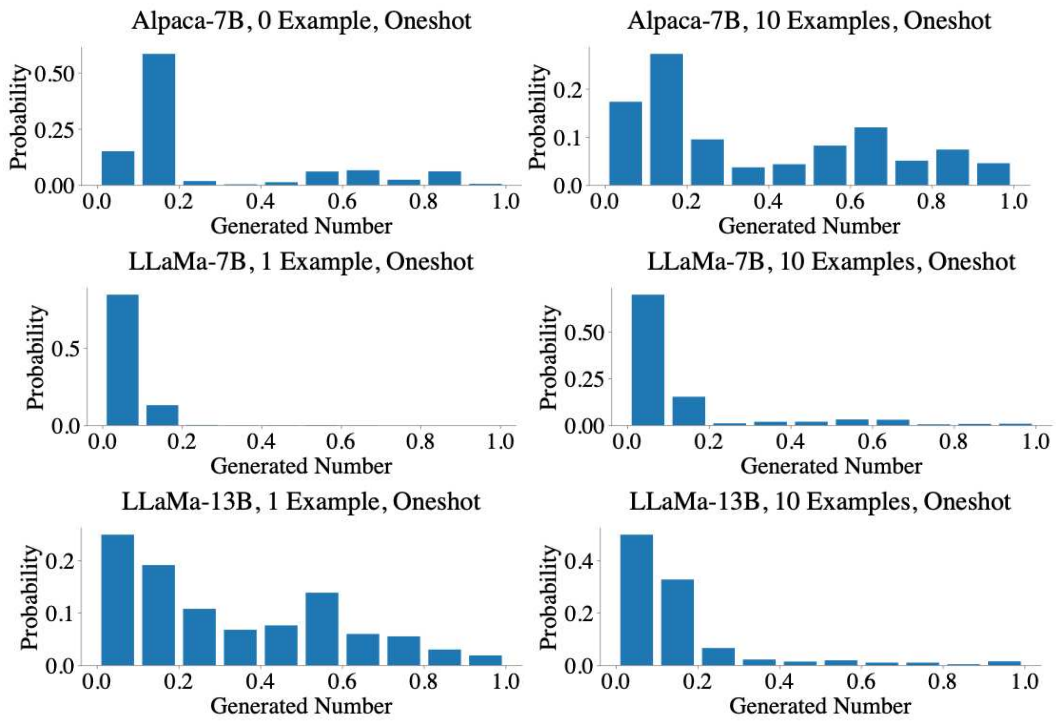 Alpaca-7B, 0 Example, Oneshot
Probability
0.50
0.25
0.00
0.0 0.2 0.4 0.6 0.8 1.0
Generated Number
Alpaca-7B, 10 Examples, Oneshot
Probability
0.2
0.1
0.0
0.0 0.2 0.4 0.6 0.8 1.0
Generated Number
LLaMa-7B, 1 Example, Oneshot
Probability
0.5
0.0
0.0 0.2 0.4 0.6 0.8 1.0
Generated Number
LLaMa-7B, 10 Examples, Oneshot
Probability
0.50
0.25
0.00
0.0 0.2 0.4 0.6 0.8 1.0
Generated Number
LLaMa-13B, 1 Example, Oneshot
Probability
0.2
0.1
0.0
0.0 0.2 0.4 0.6 0.8 1.0
Generated Number
LLaMa-13B, 10 Examples, Oneshot
Probability
0.4
0.2
0.0
0.0 0.2 0.4 0.6 0.8 1.0
Generated Number